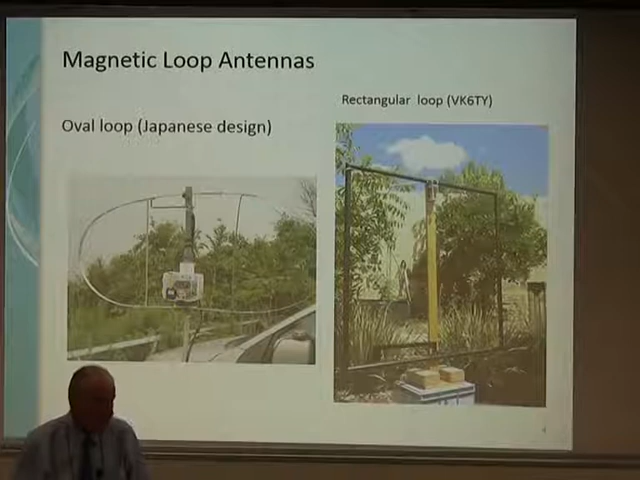 Magnetic Loop Antennas
Rectangular loop (VK6TY)
Oval loop (Japanese design)